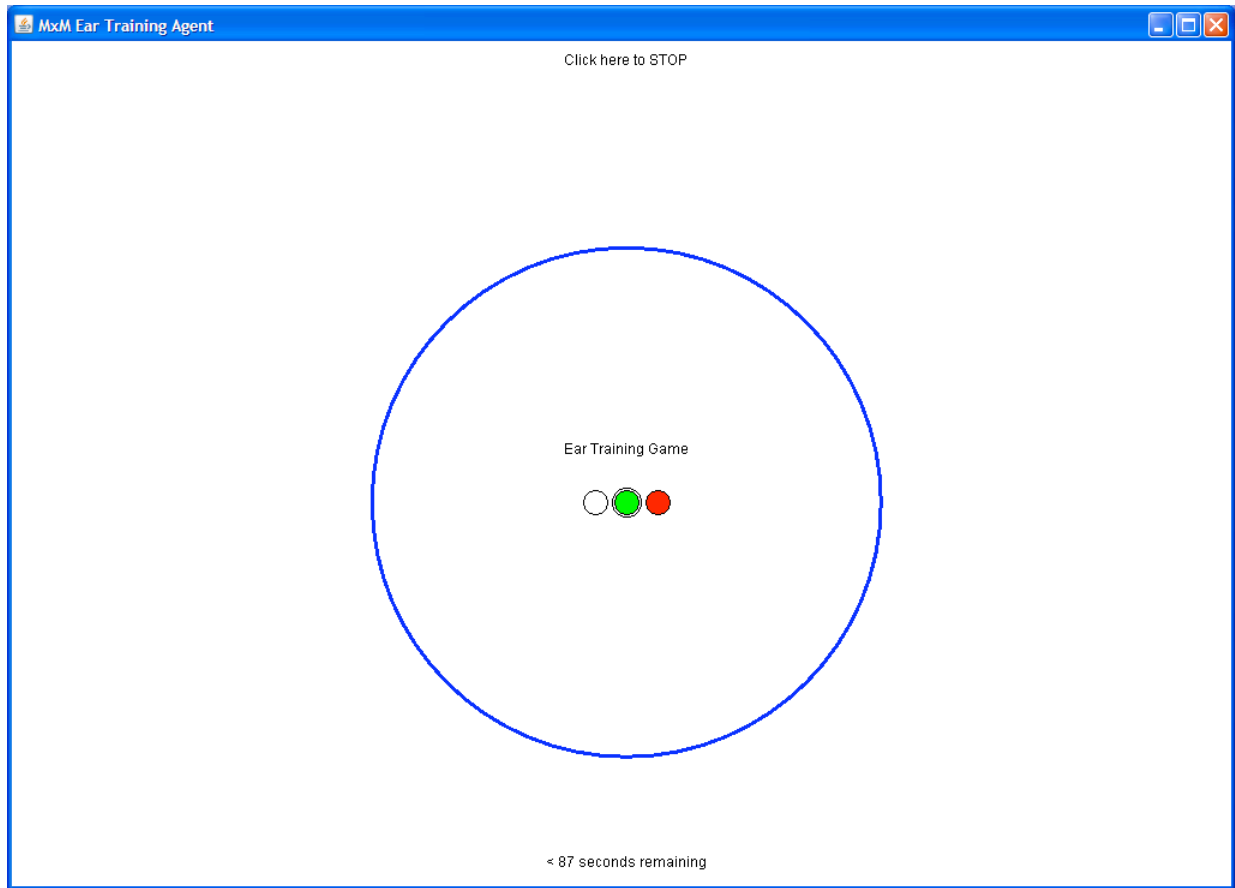 MxM Ear Training Agent
Click here to STOP
Ear Training Game
< 87 seconds remaining